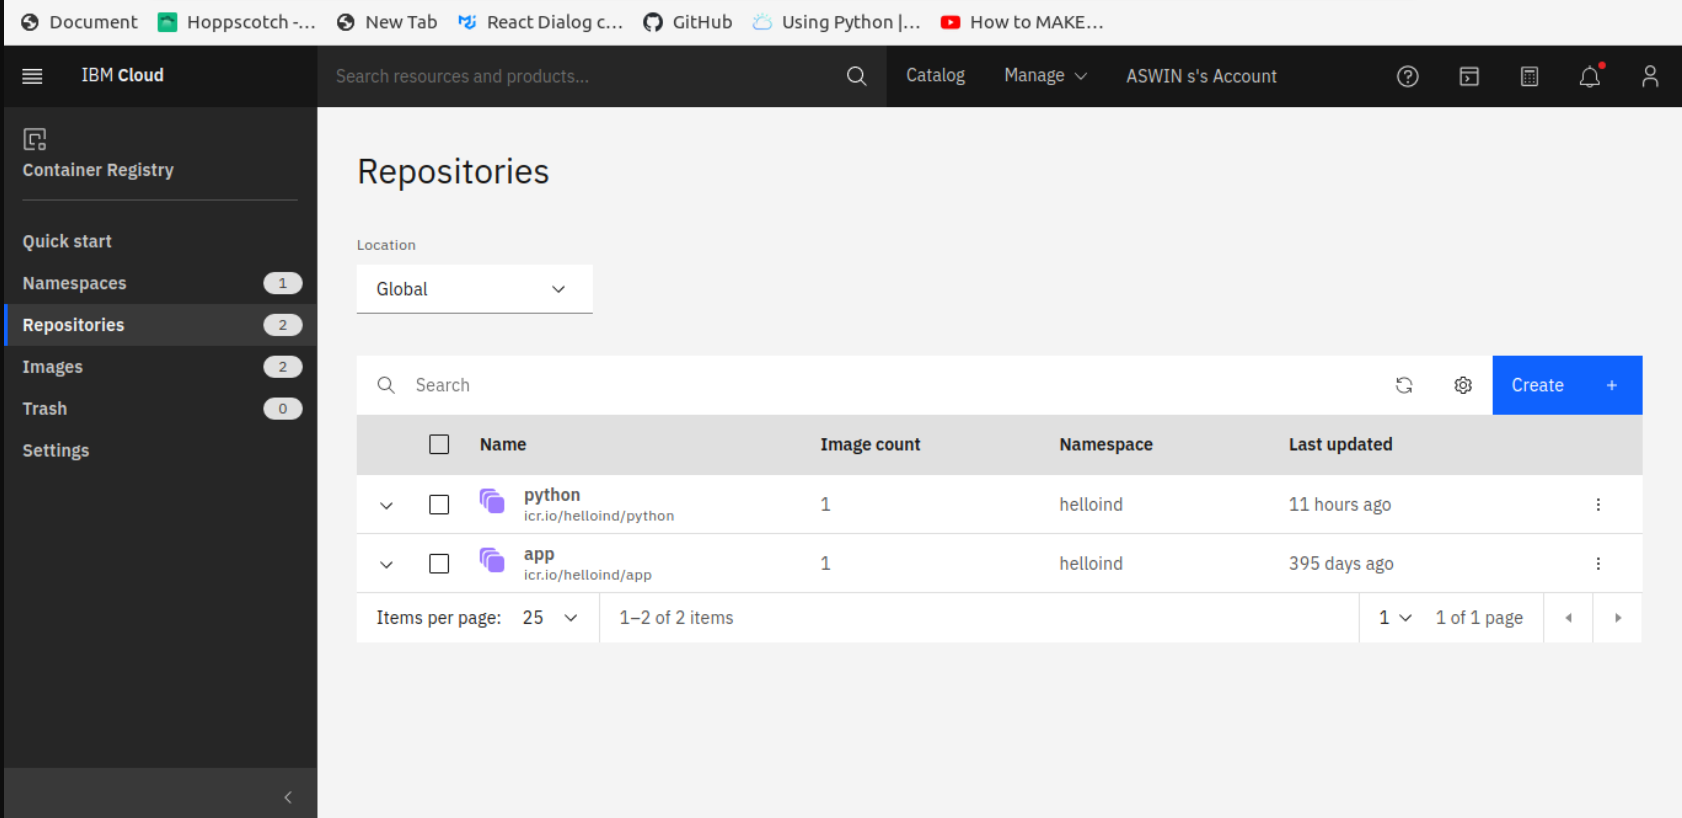 Document Hoppscotch -... New Tab React Dialog c... GitHub Using Python |... How to MAKE...
IBM Cloud Search resources and products... Catalog Manage ASWIN s's Account
Container Registry
Quick start
Namespaces 1
Repositories 2
Images 2
Trash 0
Settings
Repositories
Location
Global
Search Create +
Name Image count Namespace Last updated
python 1 helloind 11 hours ago
icr.io/helloind/python
app 1 helloind 395 days ago
icr.io/helloind/app
Items per page: 25 1–2 of 2 items 1 1 of 1 page